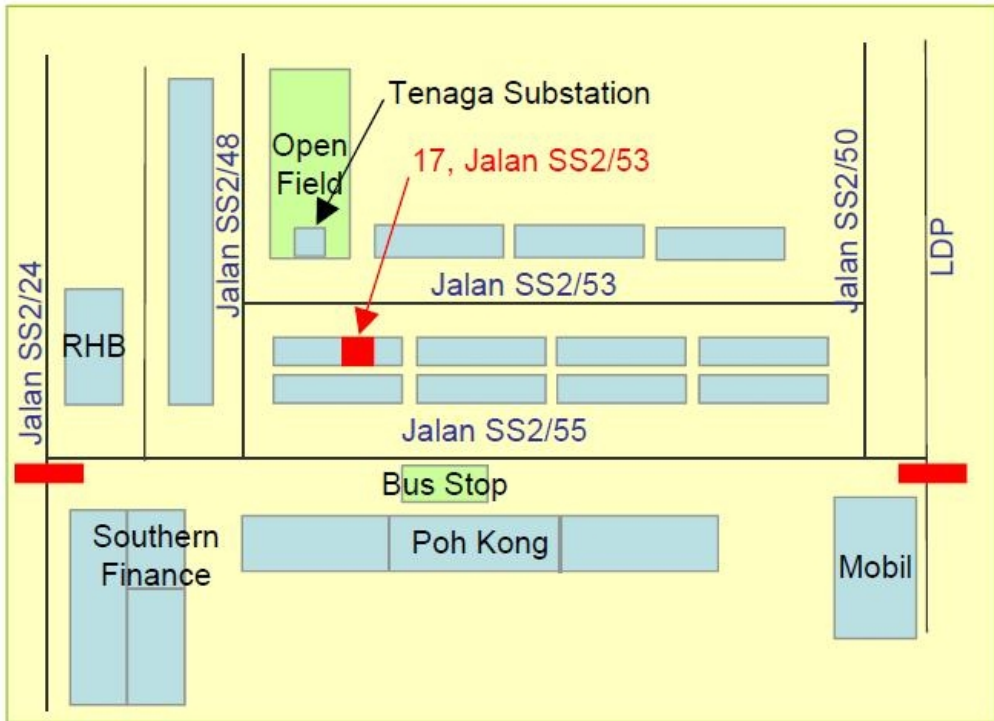 Tenaga Substation
Open
Field
17, Jalan SS2/53
Jalan SS2/48
Jalan SS2/50
LDP
Jalan SS2/53
Jalan SS2/24
RHB
Jalan SS2/55
Bus Stop
Southern
Finance
Poh Kong
Mobil